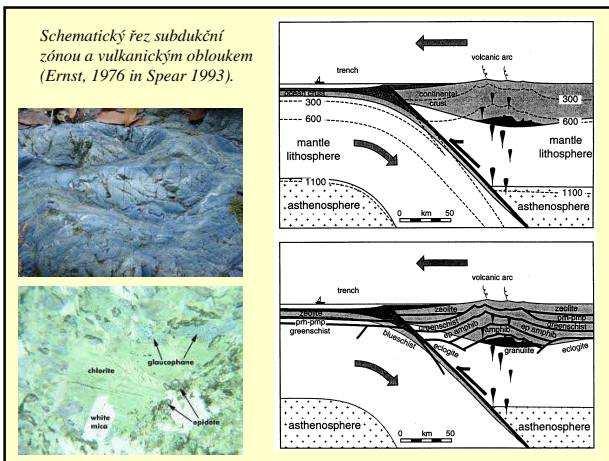 Schematický řez subdukční
zónou a vulkanickým obloukem
(Ernst, 1976 in Spear 1993).
glaucophane
chlorite
white
mica
epidote
volcanic arc
trench
ocean crust
continental
crust
300
300
600
600
mantle
lithosphere
mantle
lithosphere
1100
1100
asthenosphere
asthenosphere
0 km 50
volcanic arc
trench
zeolite
zeolite
zeolite
pm-pmp
pm-pmp
greenschist
greenschist
greenschist
ep amphib
amphib
ep amphib
blueschist
eclogite
granulite
eclogite
asthenosphere
asthenosphere
0 km 50